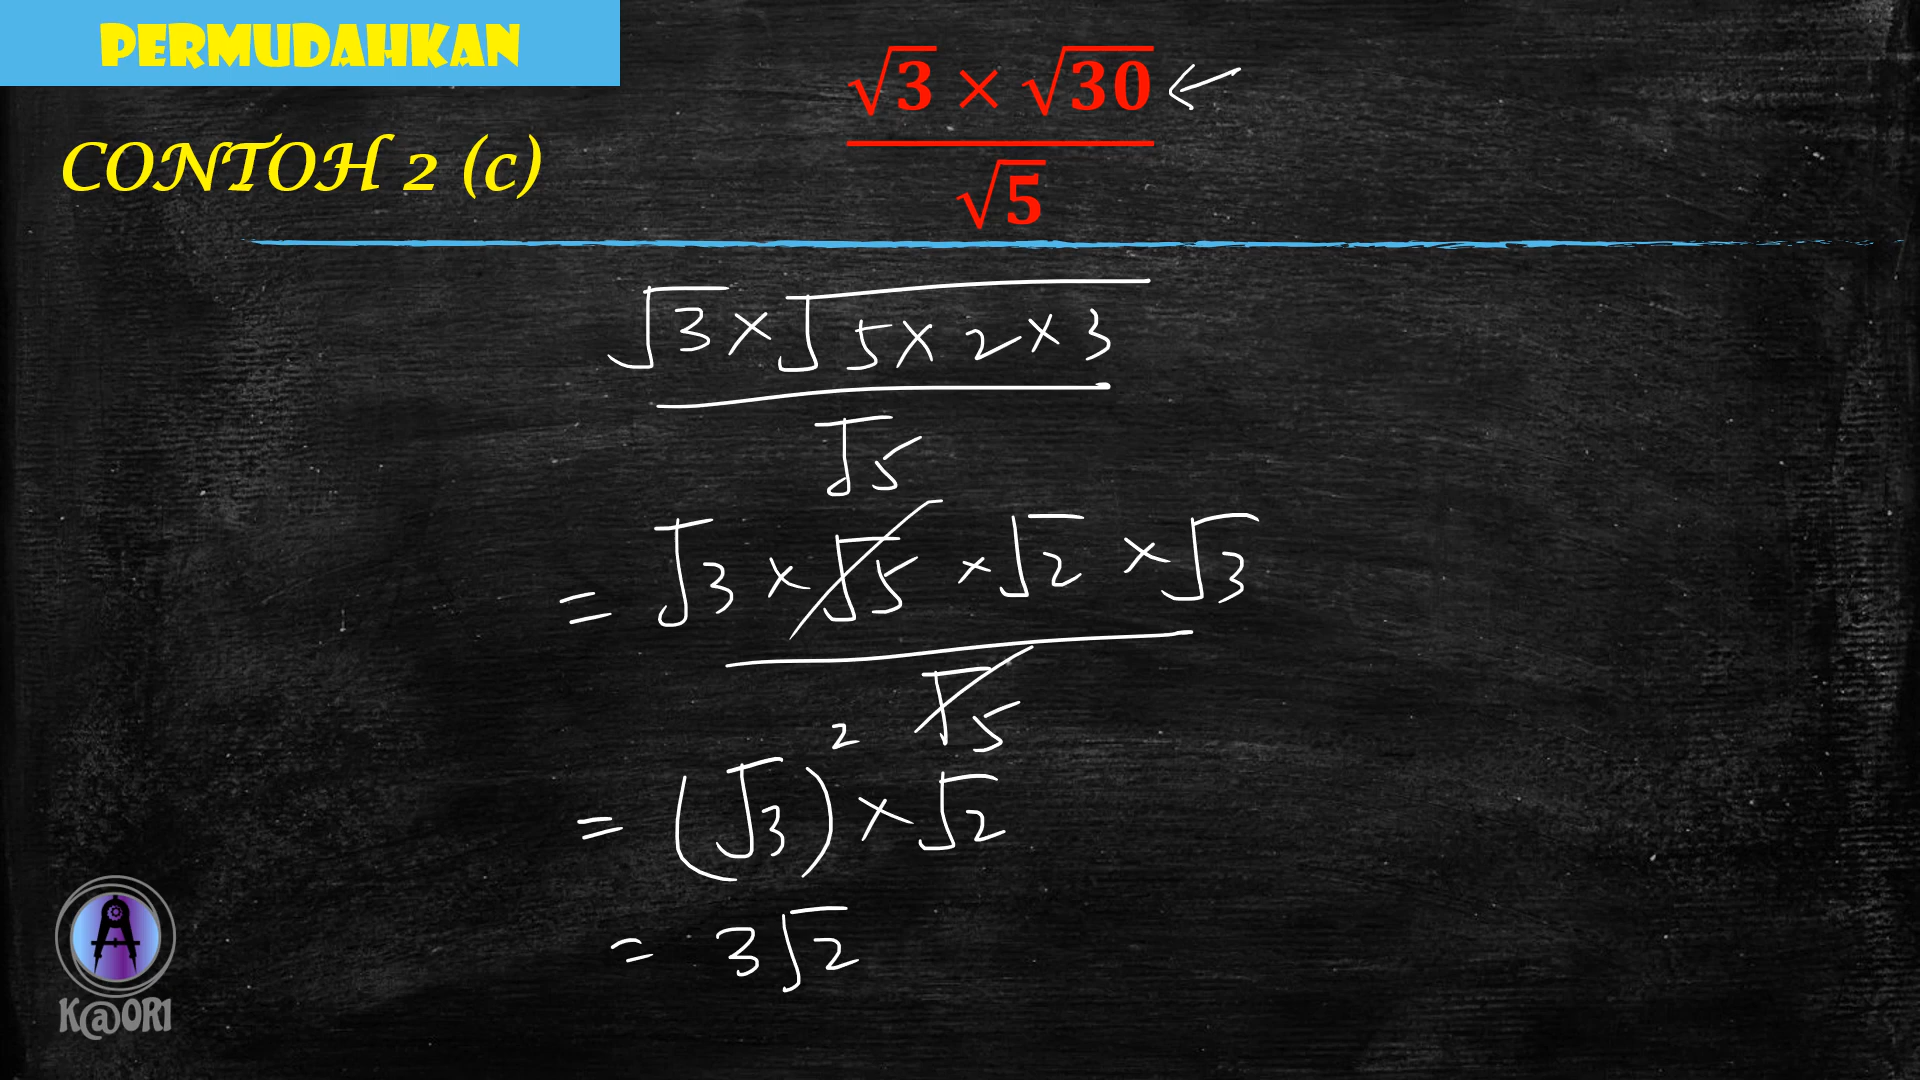 PERMUDAHKAN
CONTOH 2 (c)
√3 × √30 ←
√5
√3 × √5 × 2 × 3
√5
= √3 × √5 × √2 × √3
√5
= (√3)² × √2
= 3√2
K@ORI